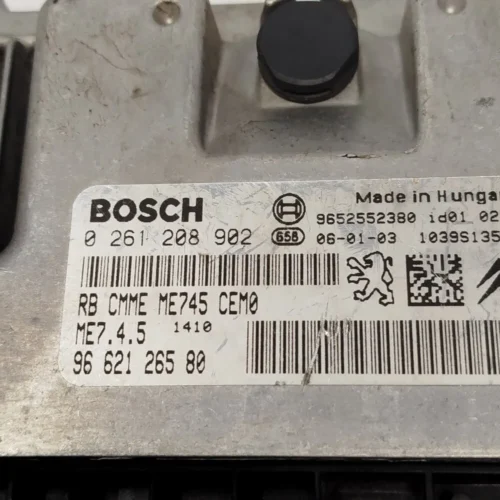 BOSCH
Made in Hunga
9652552380 id01 02
0 261 208 902 658 06-01-03 1039S135
RB CMME ME745 CEM0
ME7.4.5 1410
96 621 265 80